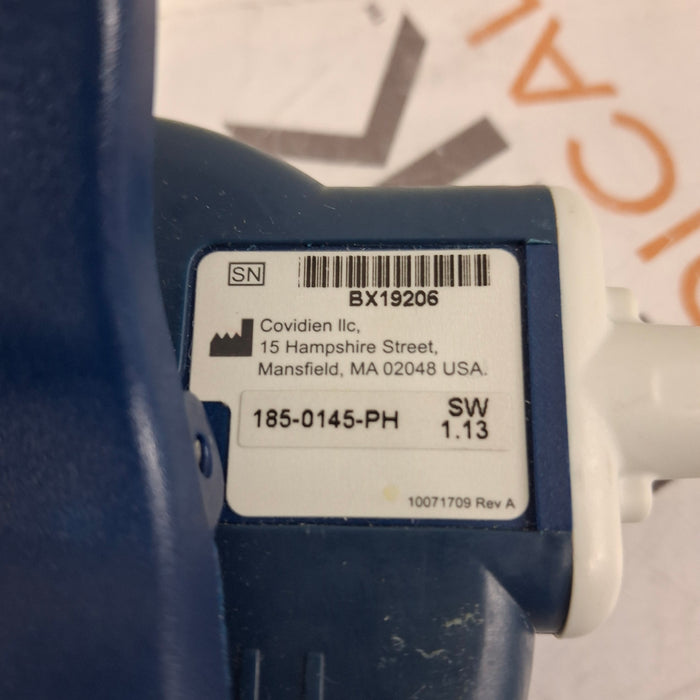 SN
BX19206
Covidien llc,
15 Hampshire Street,
Mansfield, MA 02048 USA.
185-0145-PH
SW
1.13
10071709 Rev A